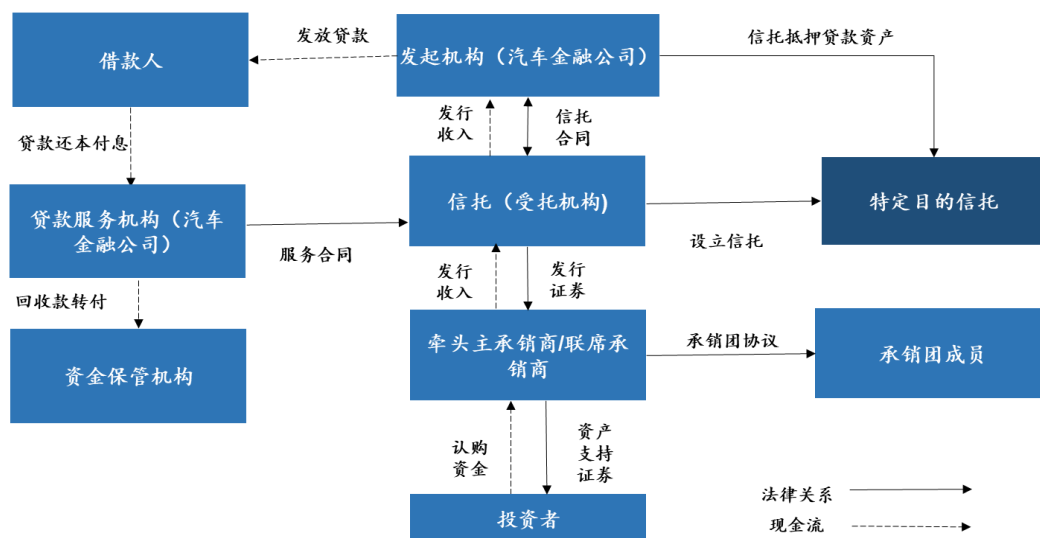 借款人
发放贷款
发起机构（汽车金融公司）
信托抵押贷款资产
发行
收入
信托
合同
贷款还本付息
贷款服务机构（汽车
金融公司）
服务合同
信托（受托机构)
设立信托
特定目的信托
发行
收入
发行
证券
回收款转付
资金保管机构
牵头主承销商/联席承
销商
承销团协议
承销团成员
认购
资金
资产
支持
证券
投资者
法律关系
现金流